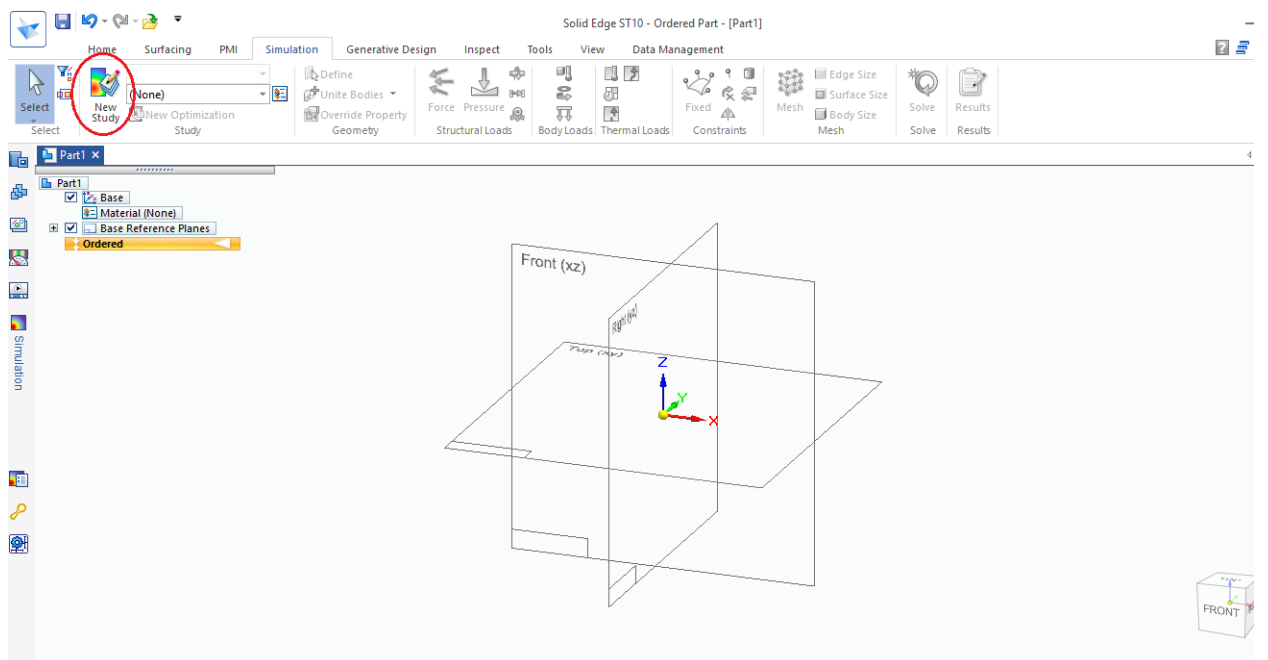 Solid Edge ST10 - Ordered Part - [Part1]
Home Surfacing PMI Simulation Generative Design Inspect Tools View Data Management
Select
New Study
(None)
New Optimization
Define
Unite Bodies
Override Property
Force Pressure
Fixed
Mesh
Edge Size
Surface Size
Body Size
Solve
Results
Select Study Geometry Structural Loads Body Loads Thermal Loads Constraints Mesh Solve Results
Part1
Part1
Base
Material (None)
Base Reference Planes
Ordered
Simulation
Front (xz)
Right (yz)
Top (xy)
Z
Y
X
FRONT